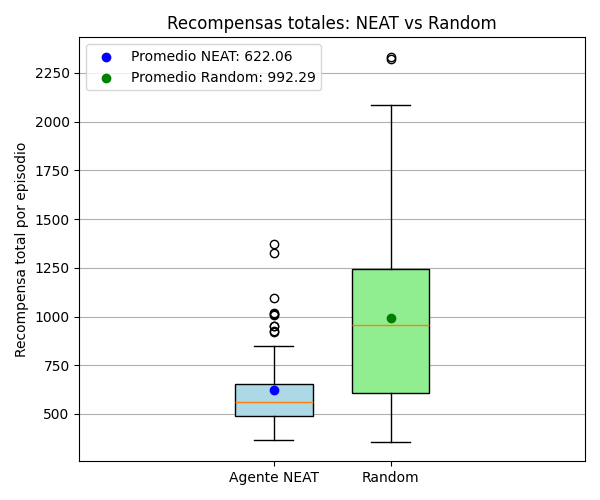 Recompensas totales: NEAT vs Random
Promedio NEAT: 622.06
Promedio Random: 992.29
Recompensa total por episodio
2250
2000
1750
1500
1250
1000
750
500
Agente NEAT
Random